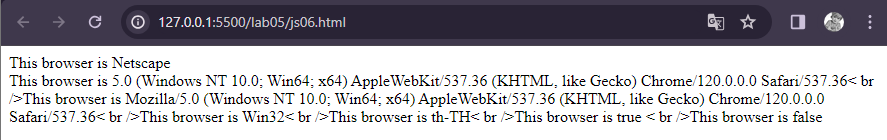 127.0.0.1:5500/lab05/js06.html
This browser is Netscape
This browser is 5.0 (Windows NT 10.0; Win64; x64) AppleWebKit/537.36 (KHTML, like Gecko) Chrome/120.0.0.0 Safari/537.36< br
/>This browser is Mozilla/5.0 (Windows NT 10.0; Win64; x64) AppleWebKit/537.36 (KHTML, like Gecko) Chrome/120.0.0.0
Safari/537.36< br />This browser is Win32< br />This browser is th-TH< br />This browser is true < br />This browser is false